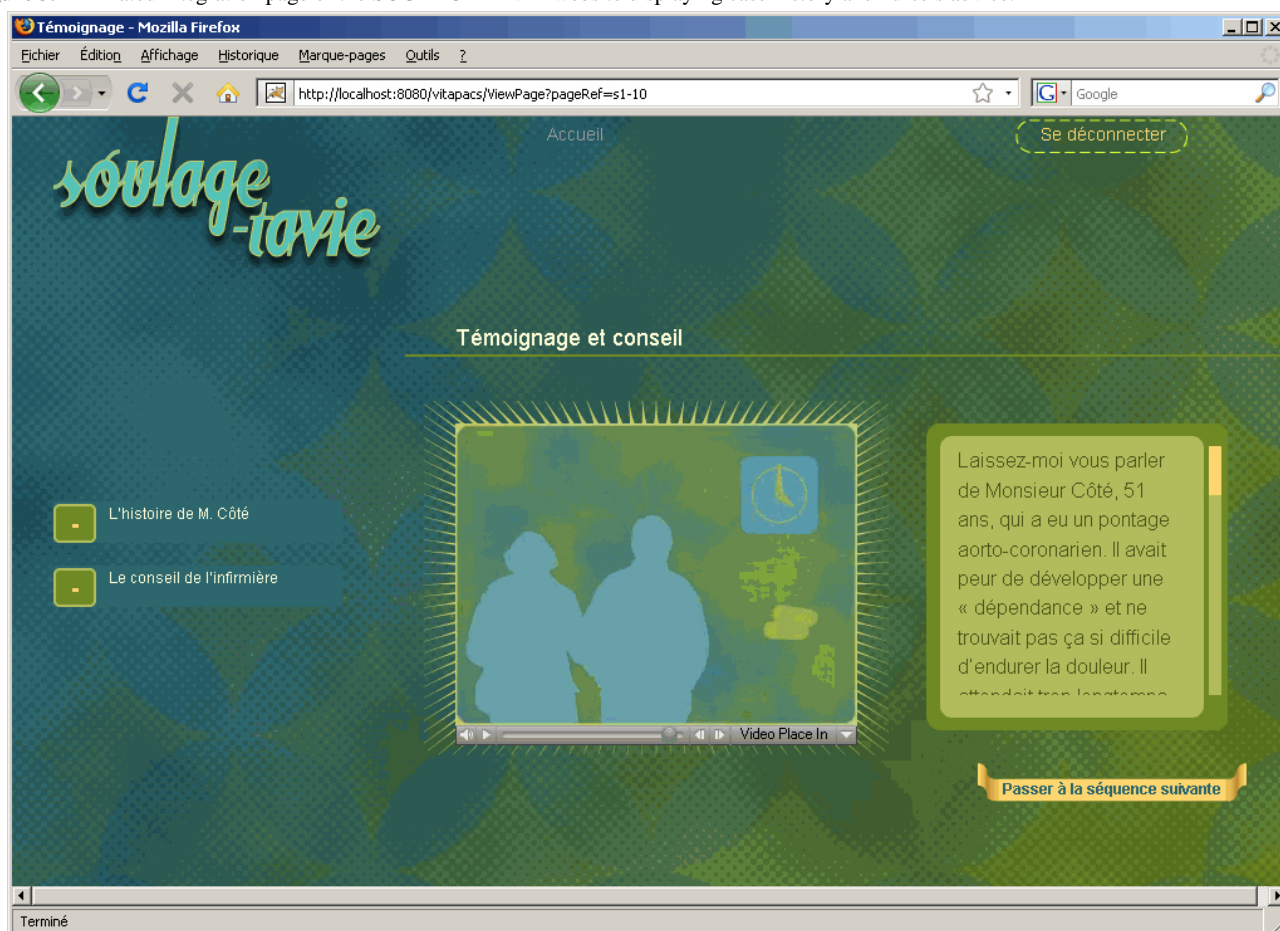 Témoignage - Mozilla Firefox
Fichier Édition Affichage Historique Marque-pages Outils ?
http://localhost:8080/vitapacs/ViewPage?pageRef=s1-10
G Google
Accueil
Se déconnecter
soulage
-tavie
Témoignage et conseil
- L'histoire de M. Côté
- Le conseil de l'infirmière
Laissez-moi vous parler
de Monsieur Côté, 51
ans, qui a eu un pontage
aorto-coronarien. Il avait
peur de développer une
« dépendance » et ne
trouvait pas ça si difficile
d'endurer la douleur. Il
Video Place In
Passer à la séquence suivante
Terminé